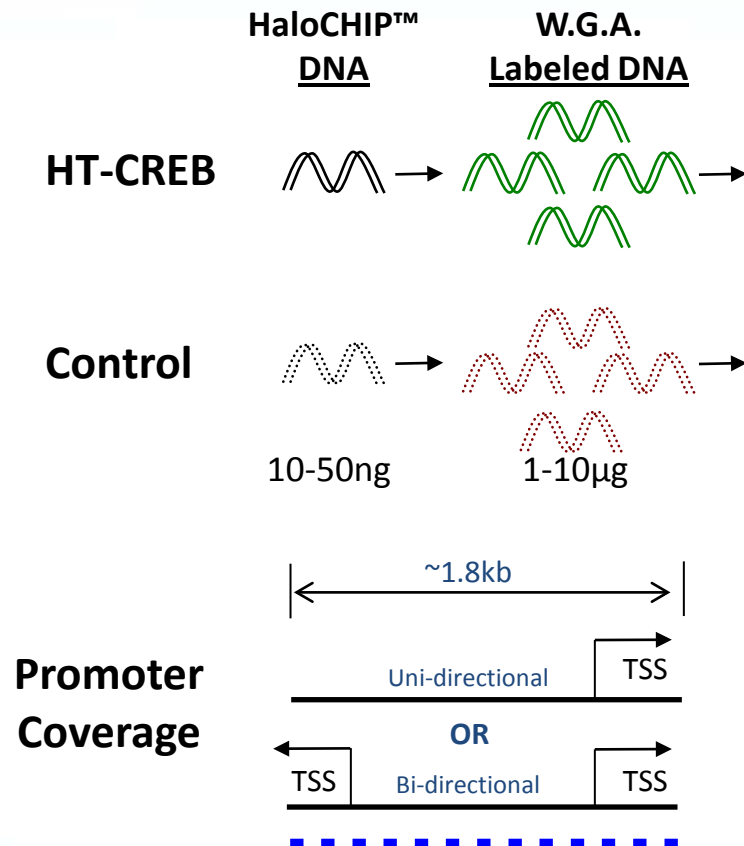 HaloCHIP™
DNA
W.G.A.
Labeled DNA
HT-CREB
Control
10-50ng
1-10µg
~1.8kb
Promoter
Coverage
Uni-directional
TSS
OR
TSS
Bi-directional
TSS